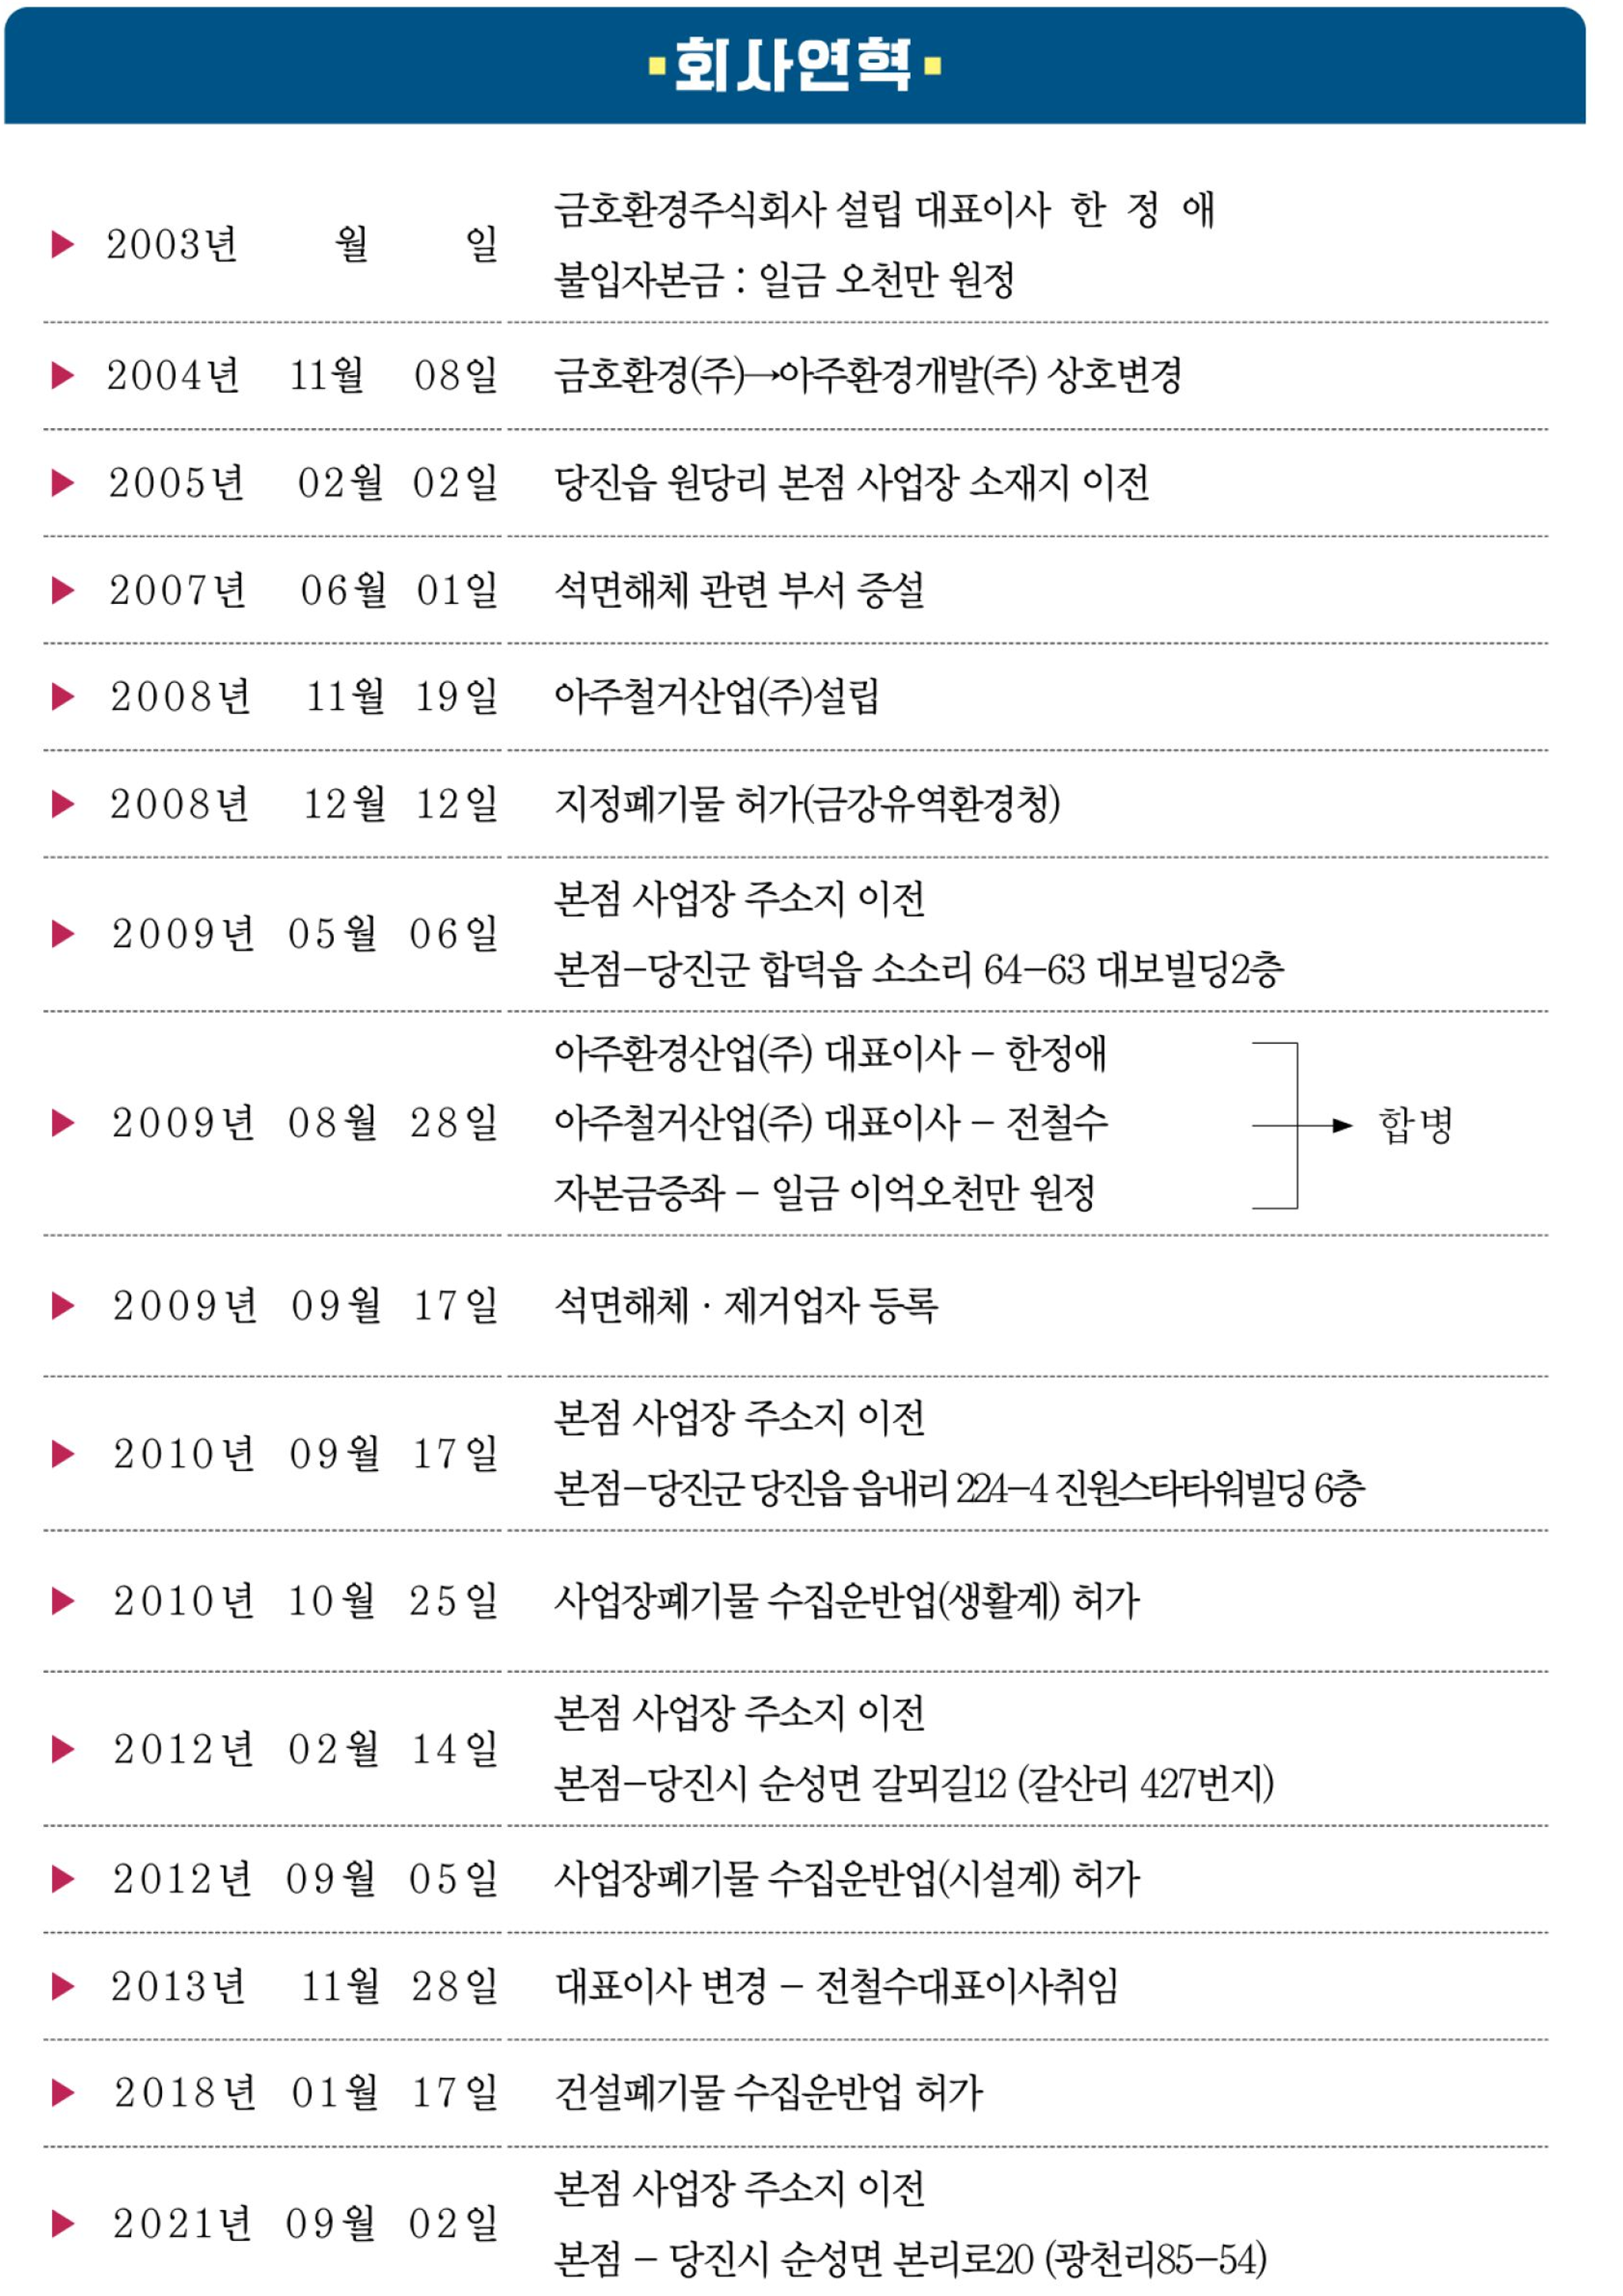 회사연혁
2003년 월 일
금호환경주식회사 설립 대표이사 한 정 애
불입자본금 : 일금 오천만 원정
2004년 11월 08일 금호환경(주)→아주환경개발(주) 상호변경
2005년 02월 02일 당진읍 원당리 본점 사업장 소재지 이전
2007년 06월 01일 석면해체 관련 부서 증설
2008년 11월 19일 아주철거산업(주)설립
2008년 12월 12일 지정폐기물 허가(금강유역환경청)
2009년 05월 06일
본점 사업장 주소지 이전
본점-당진군 합덕읍 소소리 64-63 대보빌딩2층
2009년 08월 28일
아주환경산업(주) 대표이사 - 한정애
아주철거산업(주) 대표이사 - 전철수
자본금증좌 - 일금 이억오천만 원정
합병
2009년 09월 17일 석면해체 · 제거업자 등록
2010년 09월 17일
본점 사업장 주소지 이전
본점-당진군 당진읍 읍내리 224-4 진원스타타워빌딩 6층
2010년 10월 25일 사업장폐기물 수집운반업(생활계) 허가
2012년 02월 14일
본점 사업장 주소지 이전
본점-당진시 순성면 갈뫼길12 (갈산리 427번지)
2012년 09월 05일 사업장폐기물 수집운반업(시설계) 허가
2013년 11월 28일 대표이사 변경 - 전철수대표이사취임
2018년 01월 17일 건설폐기물 수집운반업 허가
2021년 09월 02일
본점 사업장 주소지 이전
본점 - 당진시 순성면 본리로20 (광천리85-54)